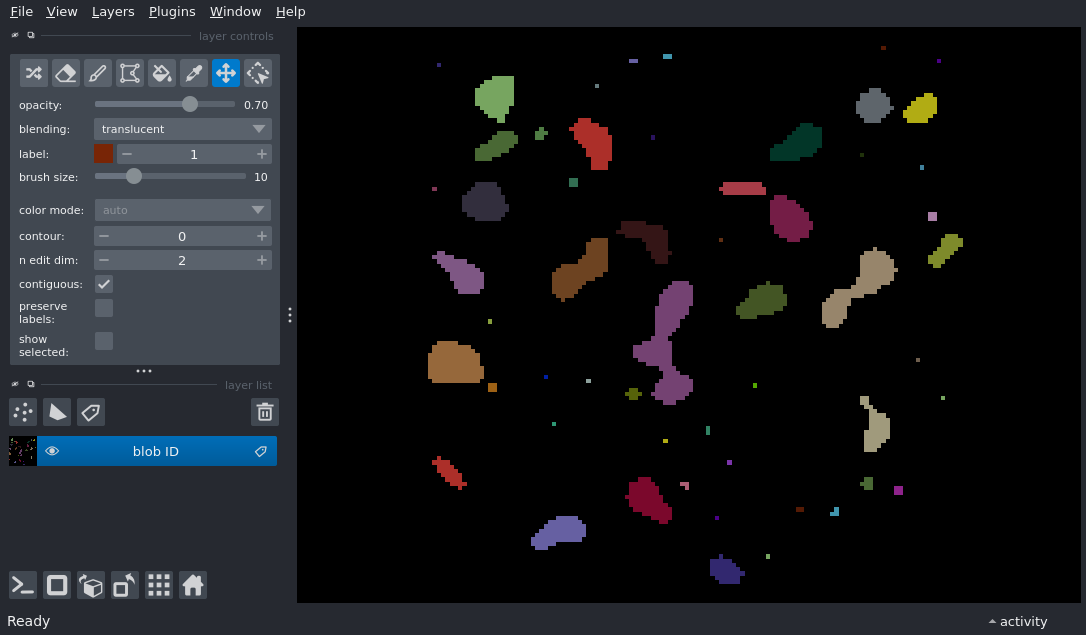 File View Layers Plugins Window Help
layer controls
opacity: 0.70
blending: translucent
label: 1
brush size: 10
color mode: auto
contour: 0
n edit dim: 2
contiguous:
preserve
labels:
show
selected:
layer list
blob ID
Ready
activity